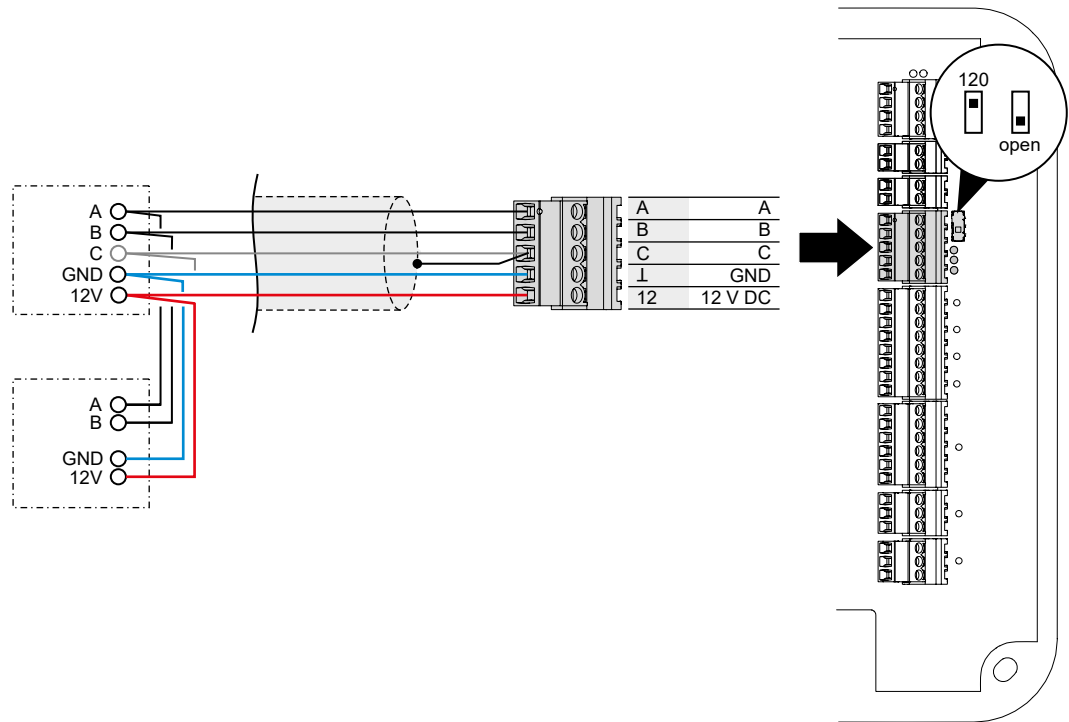 120
open
A
B
C
GND
12V
A A
B B
C C
⊥ GND
12 12 V DC
A
B
GND
12V